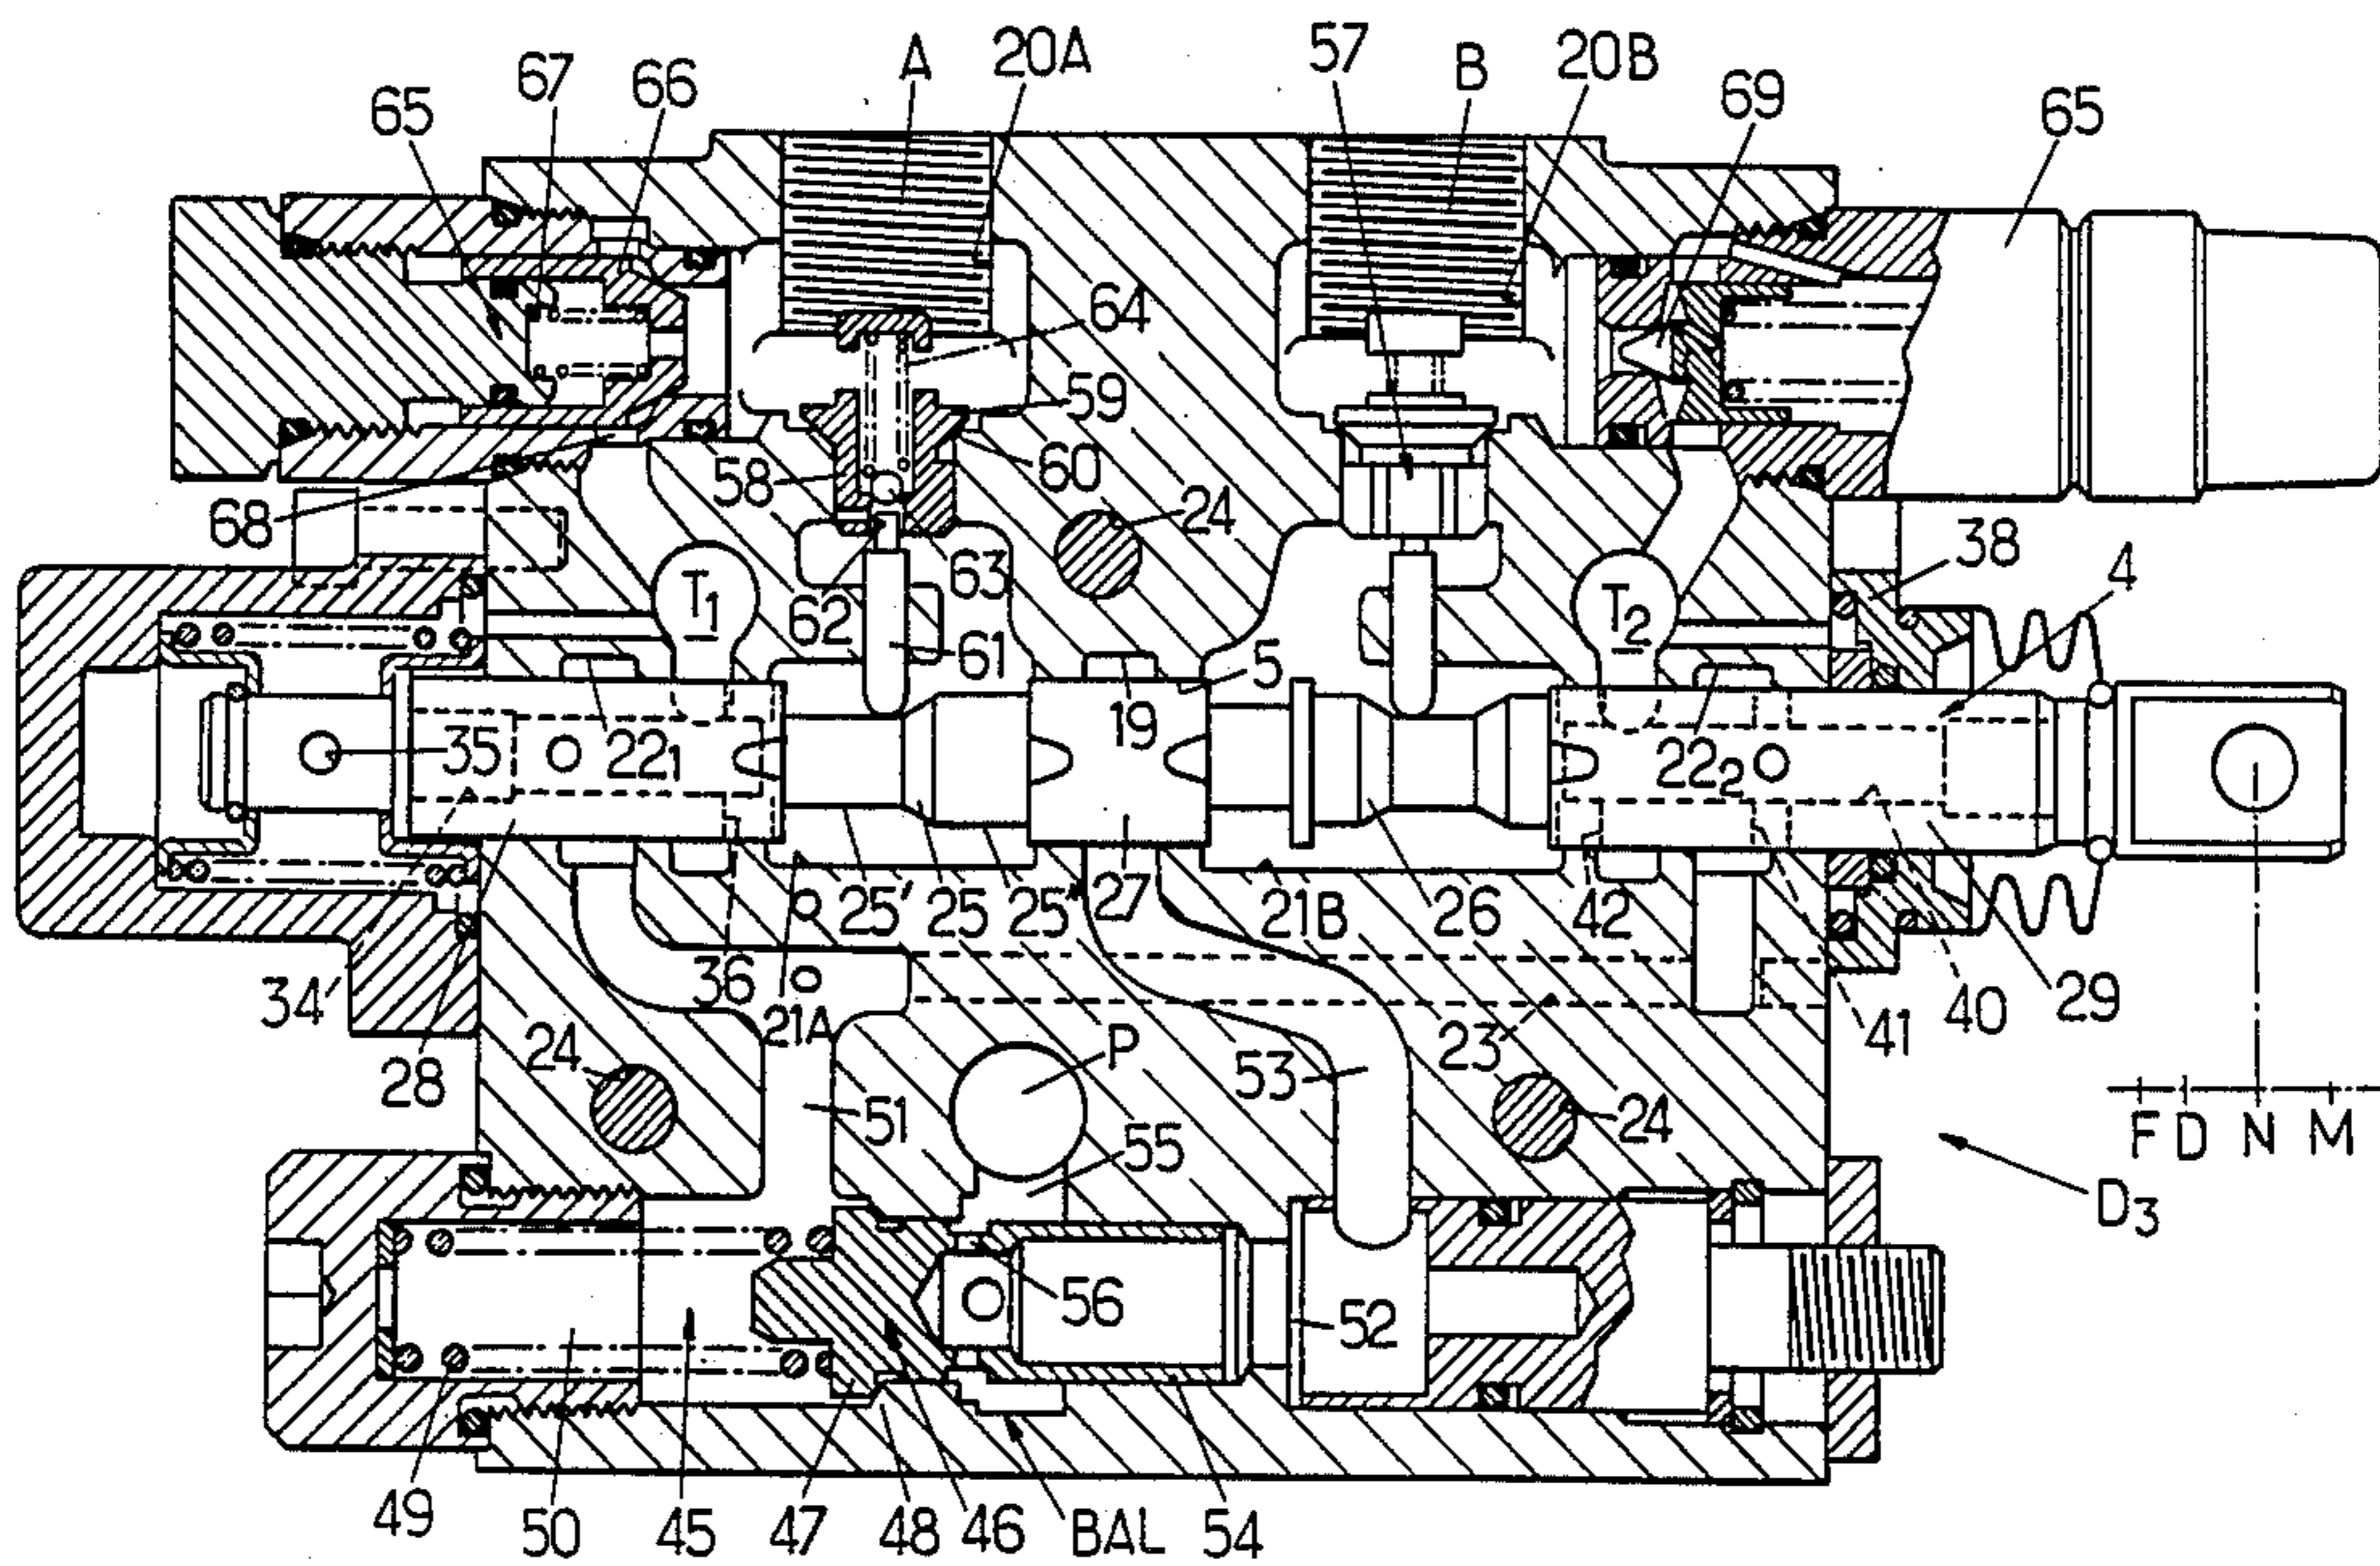 A 20A 57 B 20B
65 67 66 69 65
64
59
58 60
68 24 38 4
62 63
T1 T2
61 5
35 22₁ 19 22₂
25' 25 25" 27 21B 26 42
34' 36 21A 23 41 40 29
28 24 P 53
51 55 24 F D N M
D3
56 52
49 50 45 47 48 46 BAL 54